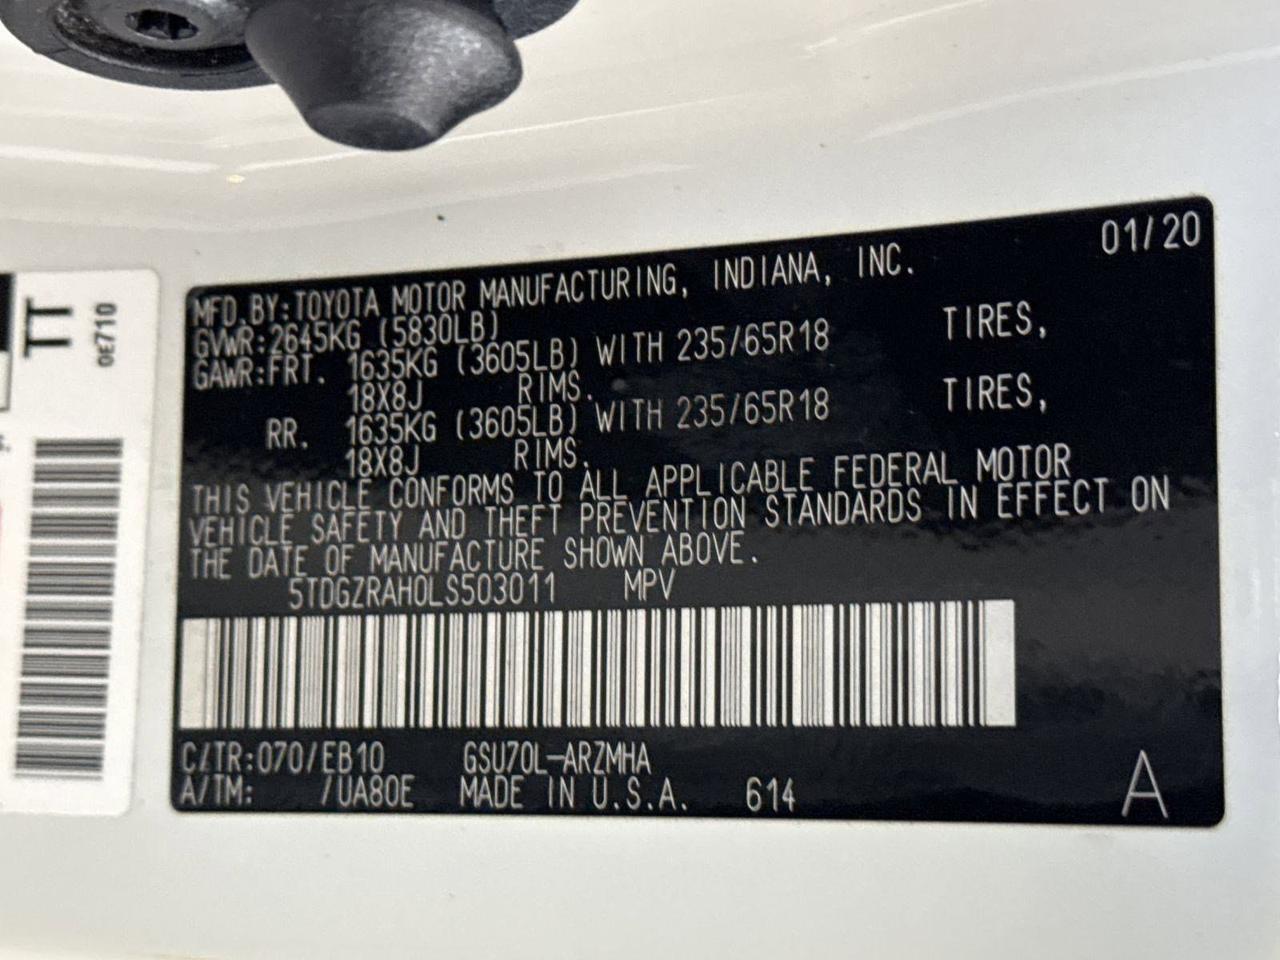 01/20
MFD.BY:TOYOTA MOTOR MANUFACTURING, INDIANA, INC.
GVWR:2645KG (5830LB)
GAWR:FRT. 1635KG (3605LB) WITH 235/65R18 TIRES,
18X8J RIMS.
RR. 1635KG (3605LB) WITH 235/65R18 TIRES,
18X8J RIMS.
THIS VEHICLE CONFORMS TO ALL APPLICABLE FEDERAL MOTOR
VEHICLE SAFETY AND THEFT PREVENTION STANDARDS IN EFFECT ON
THE DATE OF MANUFACTURE SHOWN ABOVE.
5TDGZRAH0LS503011 MPV
C/TR:070/EB10 GSU70L-ARZMHA
A/TM: /UA80E MADE IN U.S.A. 614
A
TT
0E710